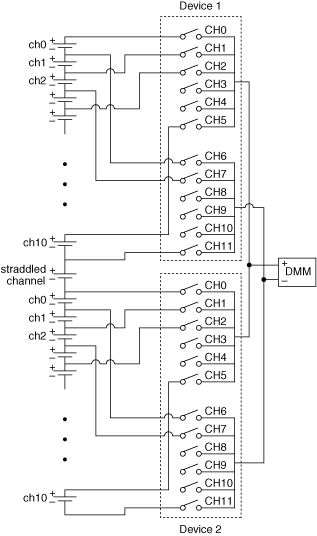 Device 1
CH0
ch0
CH1
ch1
CH2
ch2
CH3
CH4
CH5
CH6
CH7
CH8
CH9
CH10
ch10
CH11
straddled
channel
+ DMM
−
CH0
ch0
CH1
ch1
CH2
ch2
CH3
CH4
CH5
CH6
CH7
CH8
CH9
CH10
ch10
CH11
Device 2